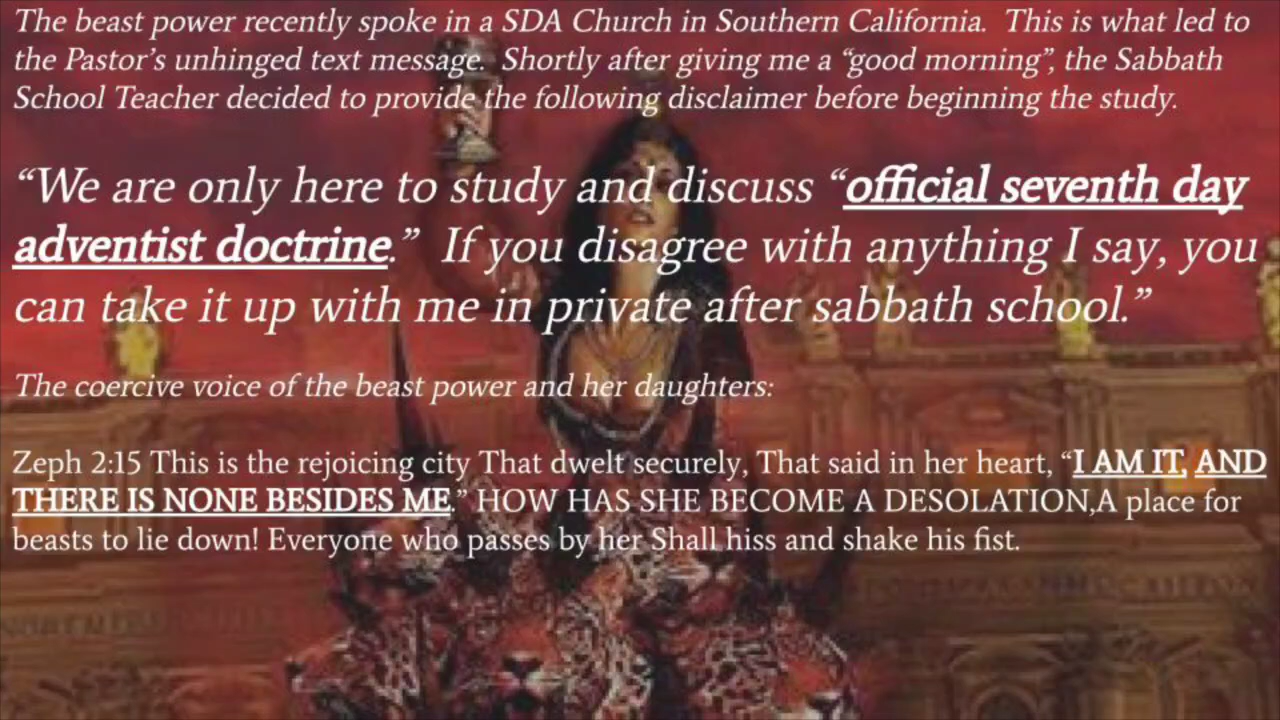 The beast power recently spoke in a SDA Church in Southern California.  This is what led to
the Pastor’s unhinged text message.  Shortly after giving me a “good morning”, the Sabbath
School Teacher decided to provide the following disclaimer before beginning the study.
“We are only here to study and discuss “official seventh day
adventist doctrine.”  If you disagree with anything I say, you
can take it up with me in private after sabbath school.”
The coercive voice of the beast power and her daughters:
Zeph 2:15 This is the rejoicing city That dwelt securely, That said in her heart, “I AM IT, AND
THERE IS NONE BESIDES ME.” HOW HAS SHE BECOME A DESOLATION,A place for
beasts to lie down! Everyone who passes by her Shall hiss and shake his fist.